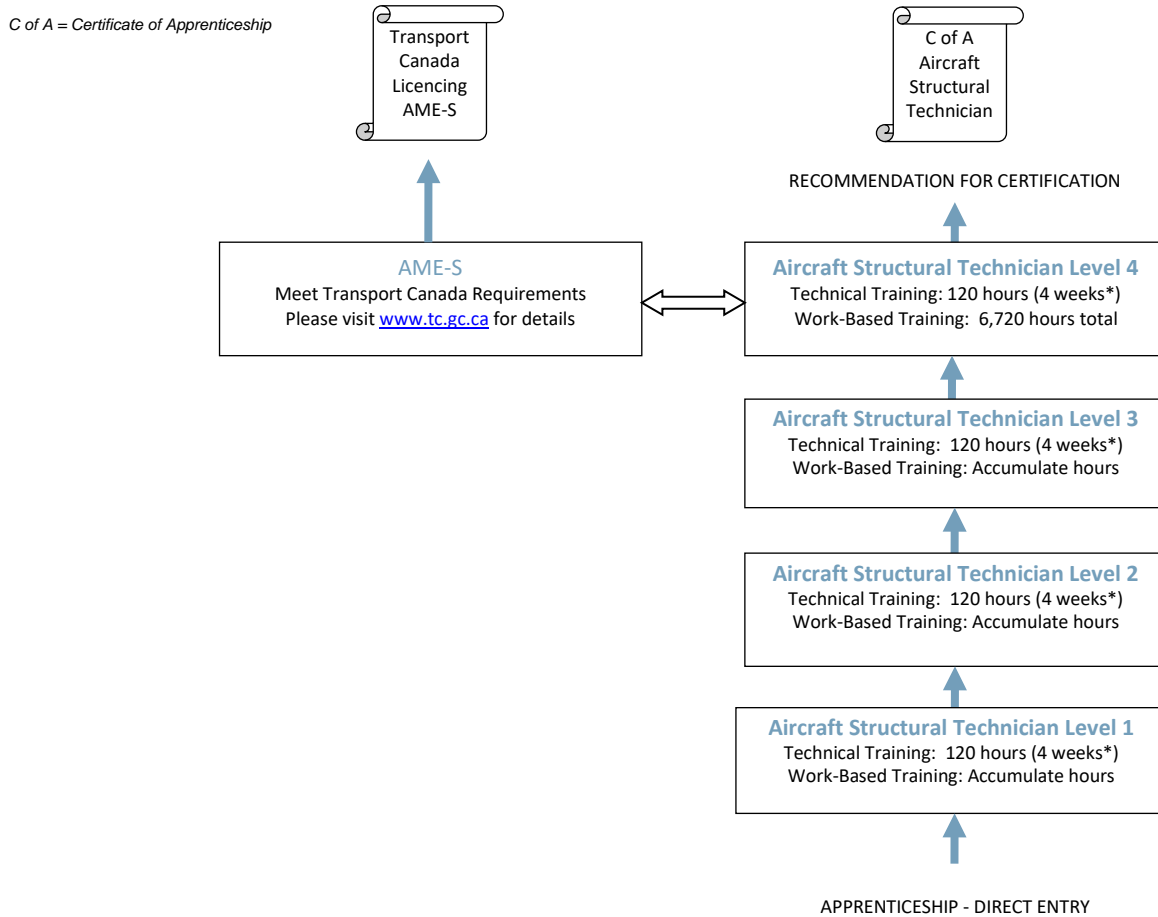 C of A = Certificate of Apprenticeship
Transport
Canada
Licencing
AME-S
C of A
Aircraft
Structural
Technician
RECOMMENDATION FOR CERTIFICATION
AME-S
Meet Transport Canada Requirements
Please visit www.tc.gc.ca for details
Aircraft Structural Technician Level 4
Technical Training: 120 hours (4 weeks*)
Work-Based Training: 6,720 hours total
Aircraft Structural Technician Level 3
Technical Training: 120 hours (4 weeks*)
Work-Based Training: Accumulate hours
Aircraft Structural Technician Level 2
Technical Training: 120 hours (4 weeks*)
Work-Based Training: Accumulate hours
Aircraft Structural Technician Level 1
Technical Training: 120 hours (4 weeks*)
Work-Based Training: Accumulate hours
APPRENTICESHIP - DIRECT ENTRY